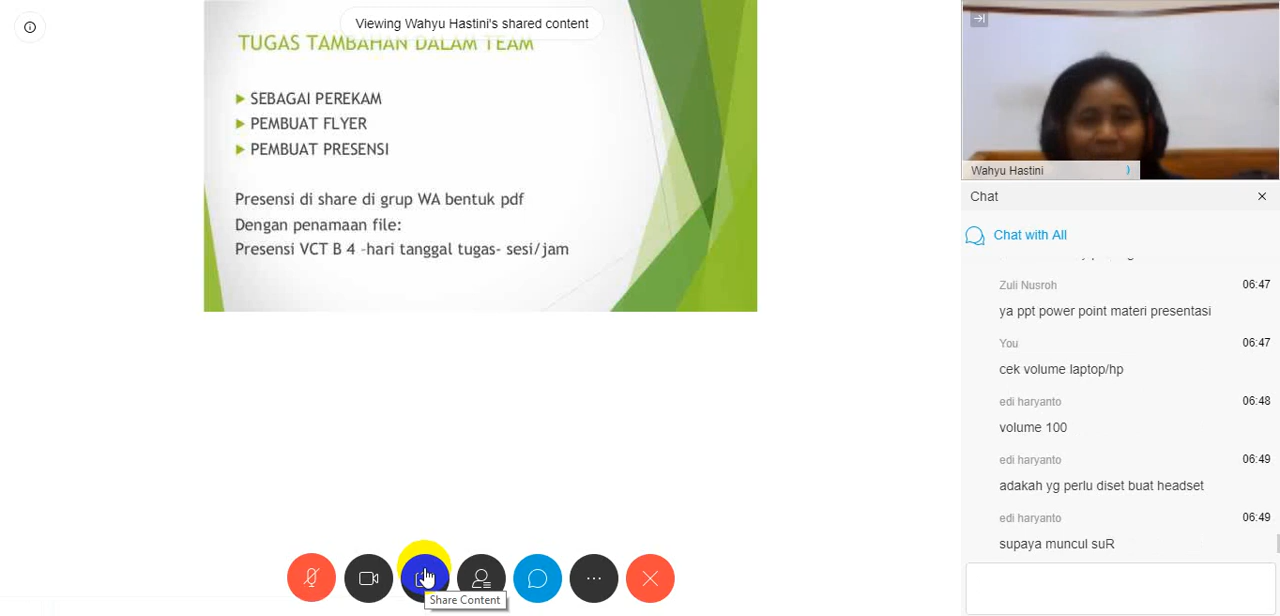 Viewing Wahyu Hastini's shared content
TUGAS TAMBAHAN DALAM TEAM
SEBAGAI PEREKAM
PEMBUAT FLYER
PEMBUAT PRESENSI
Presensi di share di grup WA bentuk pdf
Dengan penamaan file:
Presensi VCT B 4 –hari tanggal tugas- sesi/jam
Share Content
Wahyu Hastini
Chat
Chat with All
Zuli Nusroh 06:47
ya ppt power point materi presentasi
You 06:47
cek volume laptop/hp
edi haryanto 06:48
volume 100
edi haryanto 06:49
adakah yg perlu diset buat headset
edi haryanto 06:49
supaya muncul suR